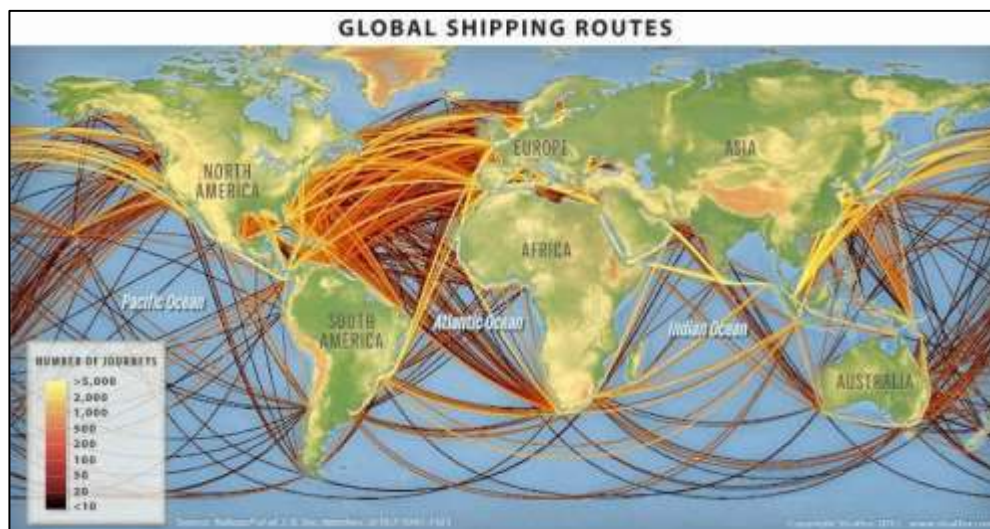 GLOBAL SHIPPING ROUTES
NORTH
AMERICA
EUROPE
ASIA
AFRICA
Pacific Ocean
Atlantic Ocean
Indian Ocean
SOUTH
AMERICA
AUSTRALIA
NUMBER OF JOURNEYS
>5,000
2,000
1,000
500
200
100
50
20
<10